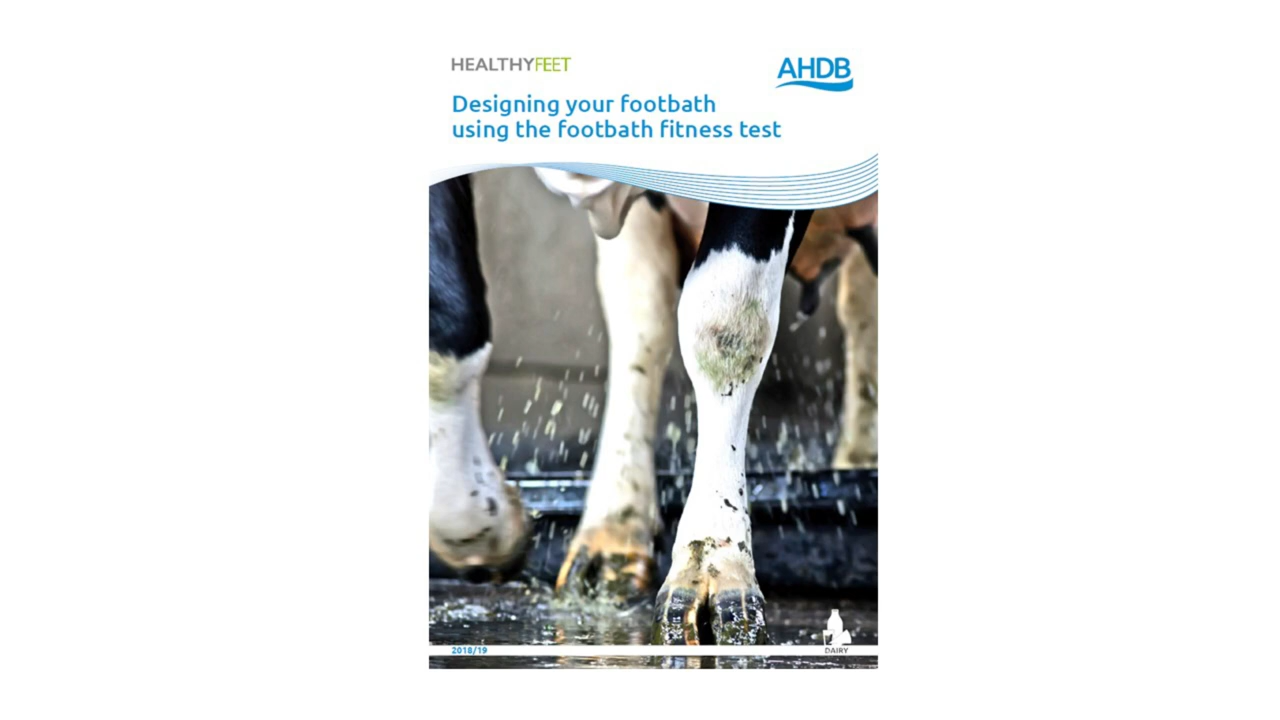 HEALTHYFEET
AHDB
Designing your footbath
using the footbath fitness test
2018/19
DAIRY